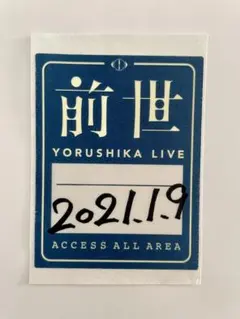 前世
YORUSHIKA LIVE
2021.1.9
ACCESS ALL AREA